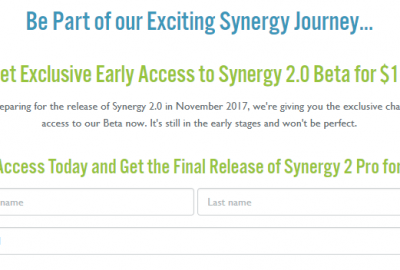 Be Part of our Exciting Synergy Journey...
et Exclusive Early Access to Synergy 2.0 Beta for $1
eparing for the release of Synergy 2.0 in November 2017, we're giving you the exclusive cha
access to our Beta now. It's still in the early stages and won't be perfect.
Access Today and Get the Final Release of Synergy 2 Pro for
name
Last name